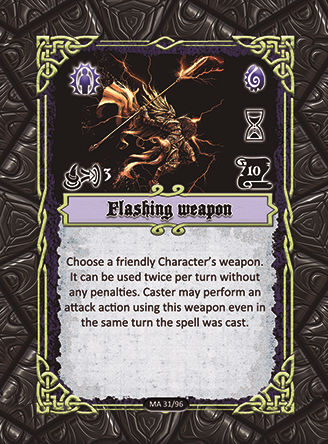 3
10
Flashing weapon
Choose a friendly Character's weapon.
It can be used twice per turn without
any penalties. Caster may perform an
attack action using this weapon even in
the same turn the spell was cast.
MA 31/96